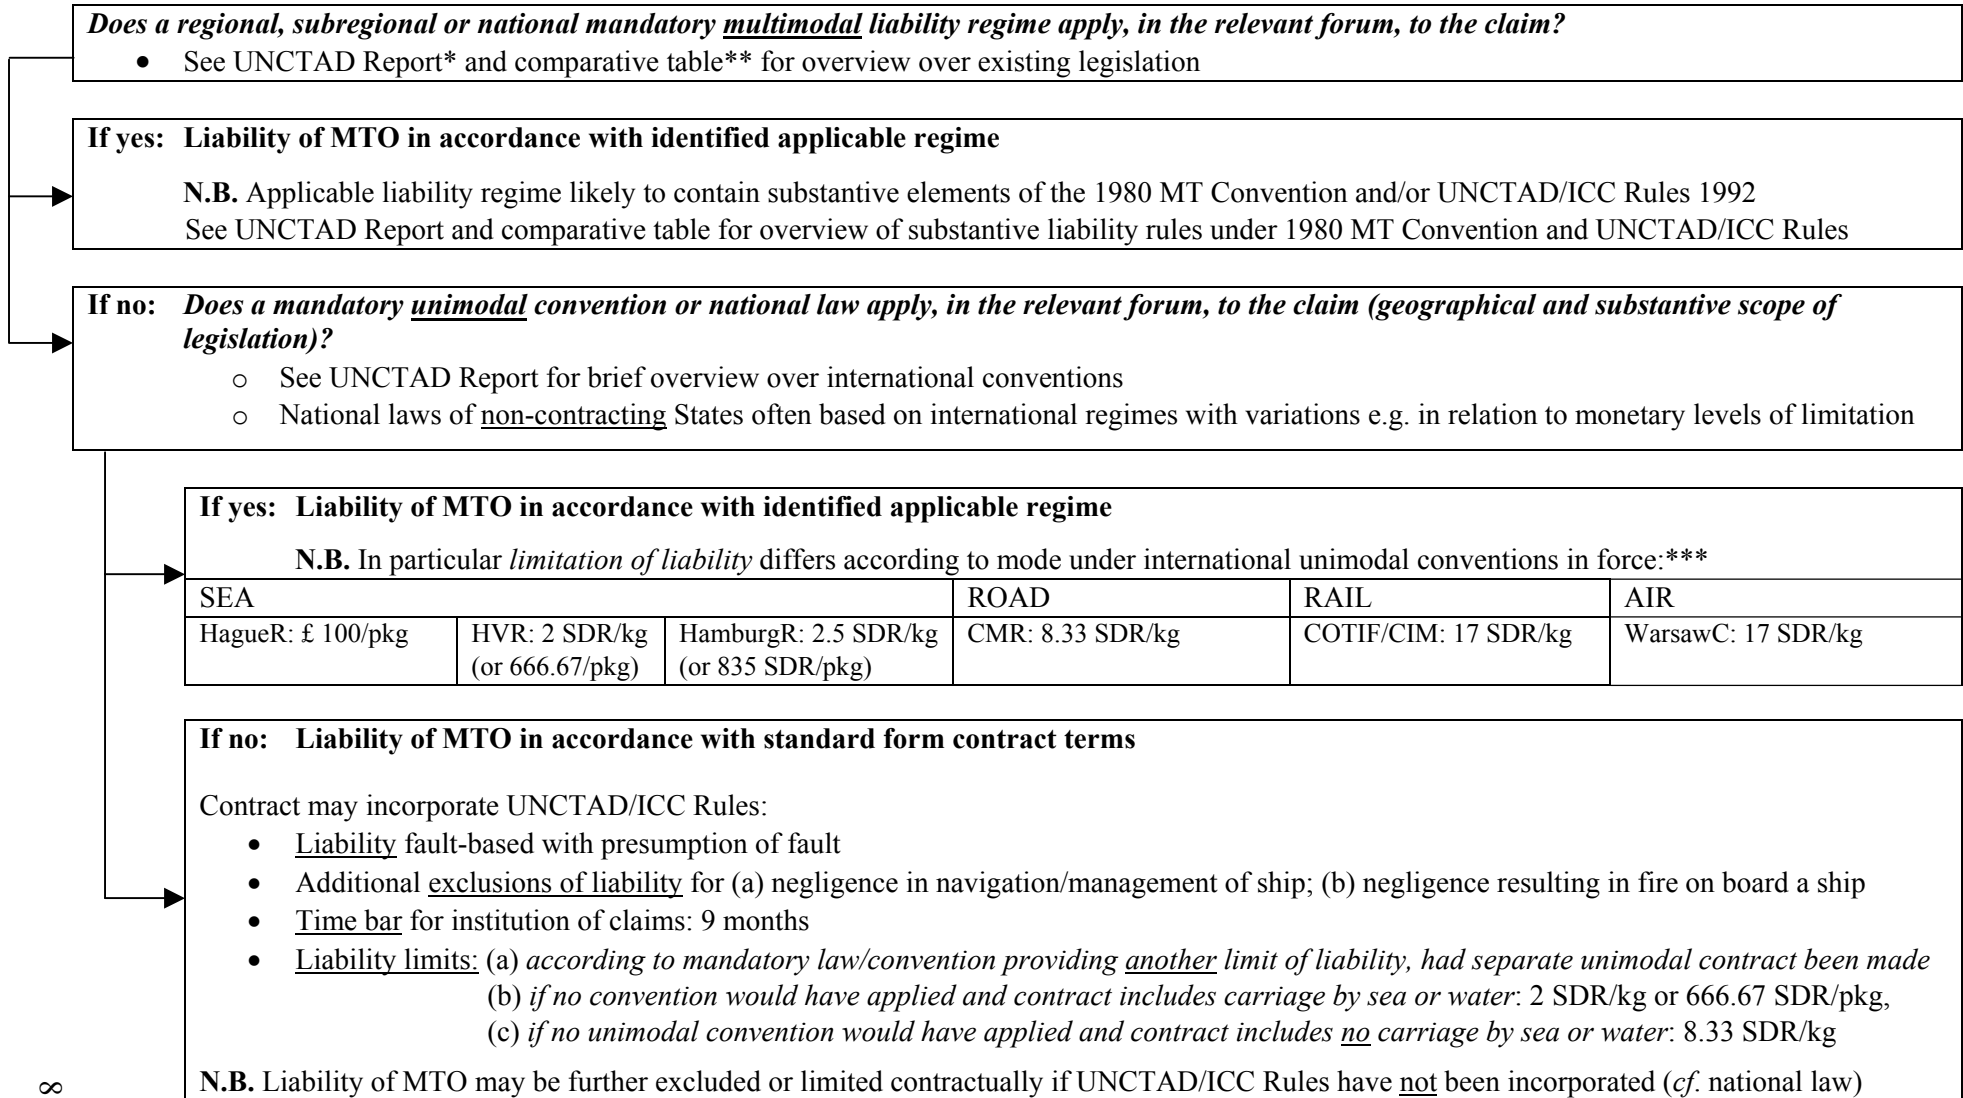 Does a regional, subregional or national mandatory multimodal liability regime apply, in the relevant forum, to the claim?
• See UNCTAD Report* and comparative table** for overview over existing legislation
If yes: Liability of MTO in accordance with identified applicable regime
N.B. Applicable liability regime likely to contain substantive elements of the 1980 MT Convention and/or UNCTAD/ICC Rules 1992
See UNCTAD Report and comparative table for overview of substantive liability rules under 1980 MT Convention and UNCTAD/ICC Rules
If no: Does a mandatory unimodal convention or national law apply, in the relevant forum, to the claim (geographical and substantive scope of
legislation)?
o See UNCTAD Report for brief overview over international conventions
o National laws of non-contracting States often based on international regimes with variations e.g. in relation to monetary levels of limitation
If yes: Liability of MTO in accordance with identified applicable regime
N.B. In particular limitation of liability differs according to mode under international unimodal conventions in force:***
SEA ROAD RAIL AIR
HagueR: £ 100/pkg HVR: 2 SDR/kg HamburgR: 2.5 SDR/kg CMR: 8.33 SDR/kg COTIF/CIM: 17 SDR/kg WarsawC: 17 SDR/kg
(or 666.67/pkg) (or 835 SDR/pkg)
If no: Liability of MTO in accordance with standard form contract terms
Contract may incorporate UNCTAD/ICC Rules:
• Liability fault-based with presumption of fault
• Additional exclusions of liability for (a) negligence in navigation/management of ship; (b) negligence resulting in fire on board a ship
• Time bar for institution of claims: 9 months
• Liability limits: (a) according to mandatory law/convention providing another limit of liability, had separate unimodal contract been made
(b) if no convention would have applied and contract includes carriage by sea or water: 2 SDR/kg or 666.67 SDR/pkg,
(c) if no unimodal convention would have applied and contract includes no carriage by sea or water: 8.33 SDR/kg
N.B. Liability of MTO may be further excluded or limited contractually if UNCTAD/ICC Rules have not been incorporated (cf. national law)
8